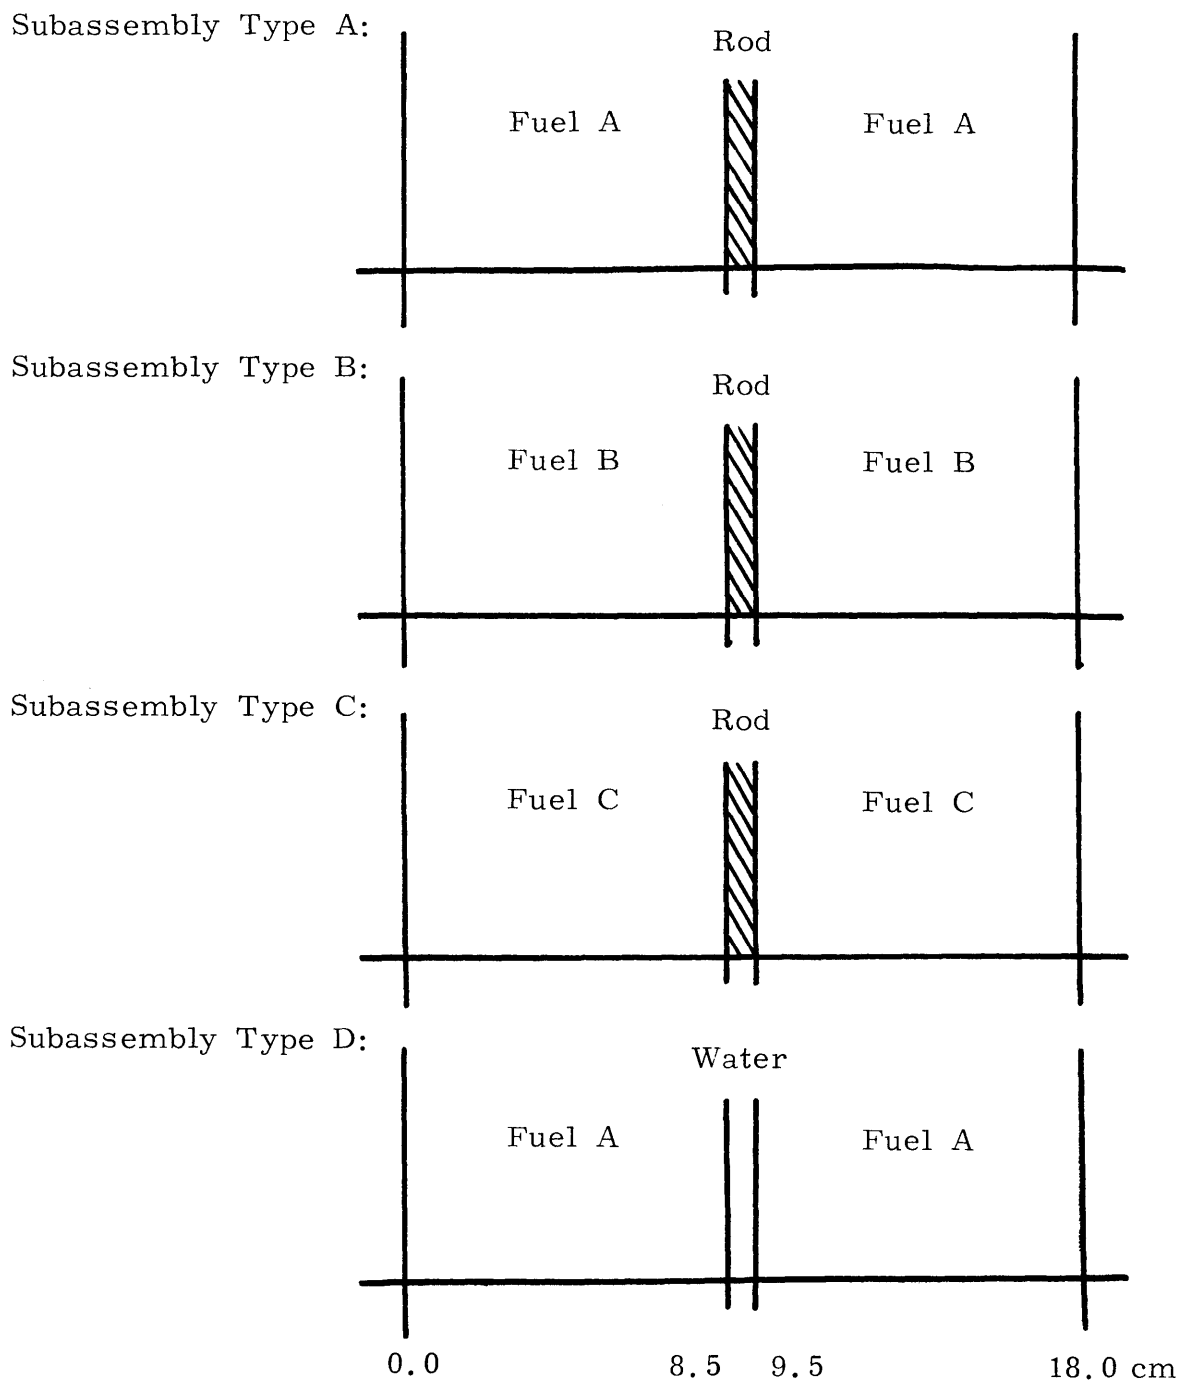 Subassembly Type A:
Rod
Fuel A Fuel A
Subassembly Type B:
Rod
Fuel B Fuel B
Subassembly Type C:
Rod
Fuel C Fuel C
Subassembly Type D:
Water
Fuel A Fuel A
0.0 8.5 9.5 18.0 cm